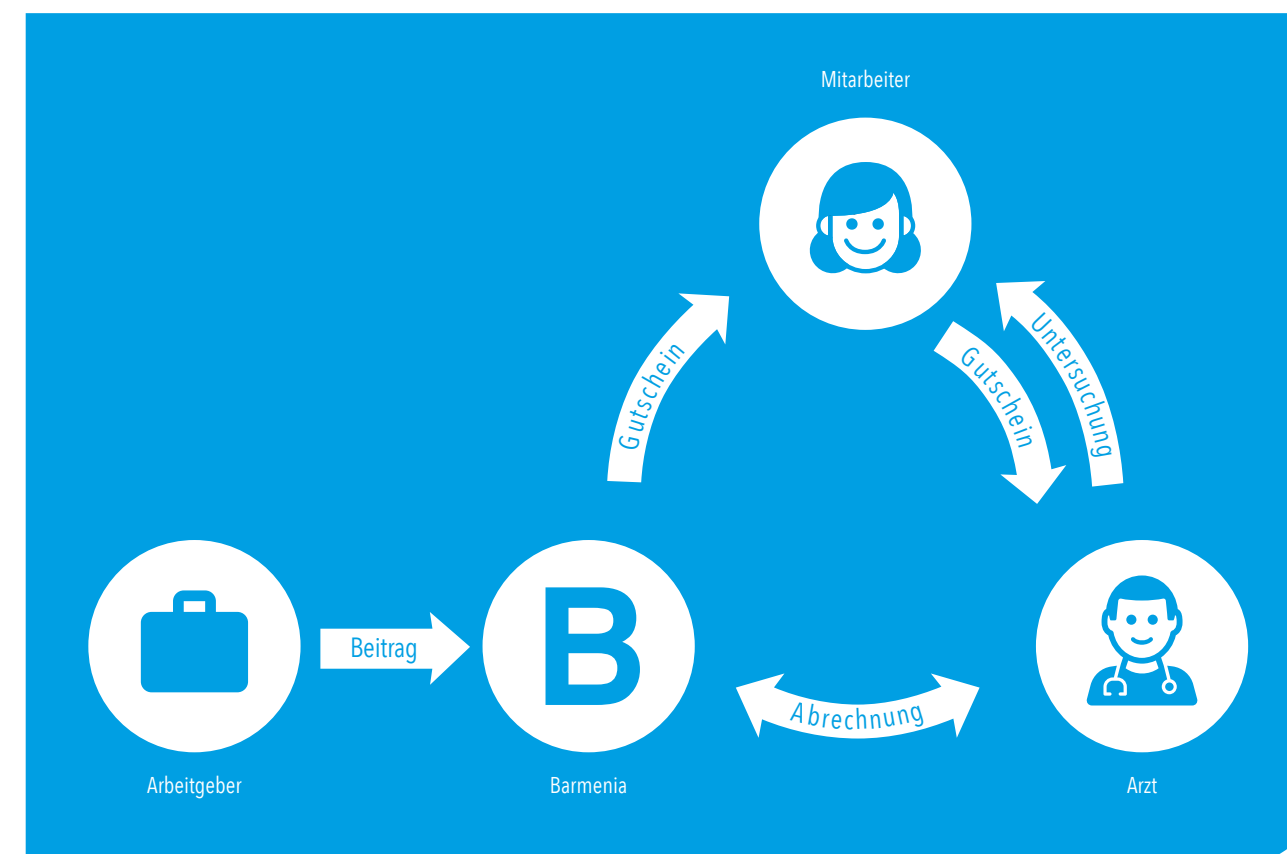 Mitarbeiter
Gutschein
Gutschein
Untersuchung
Beitrag
B
Abrechnung
Arbeitgeber
Barmenia
Arzt